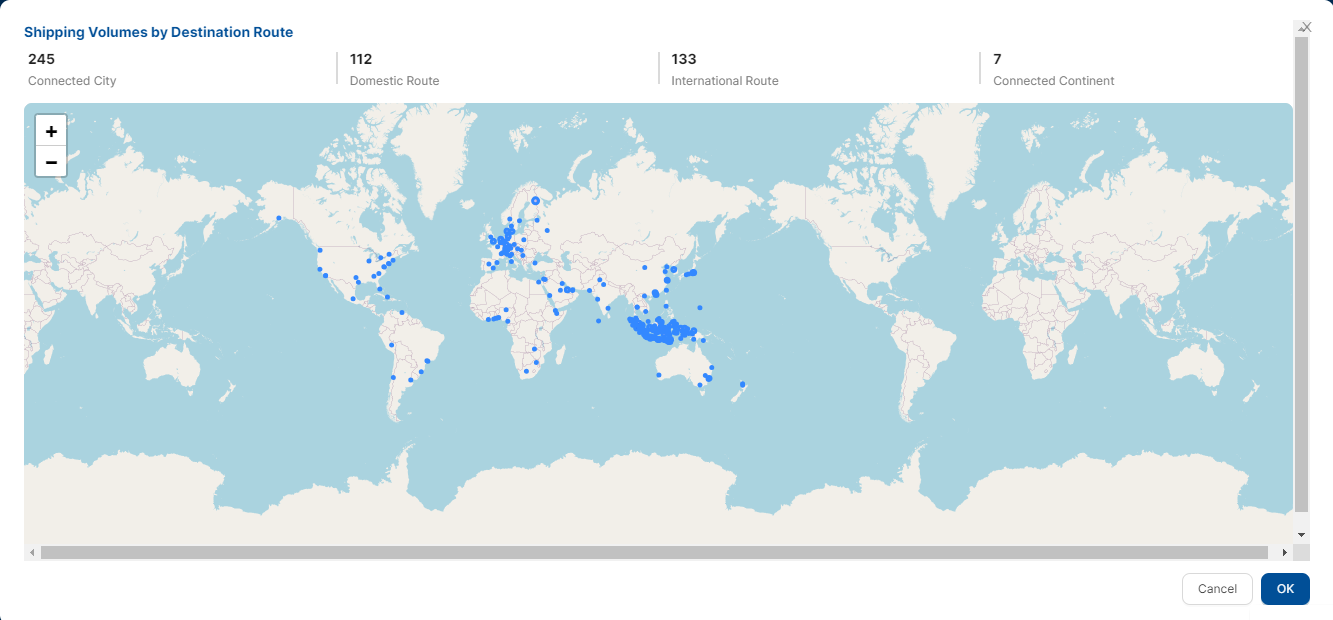 Shipping Volumes by Destination Route
X
245
Connected City
112
Domestic Route
133
International Route
7
Connected Continent
+
−
Cancel
OK